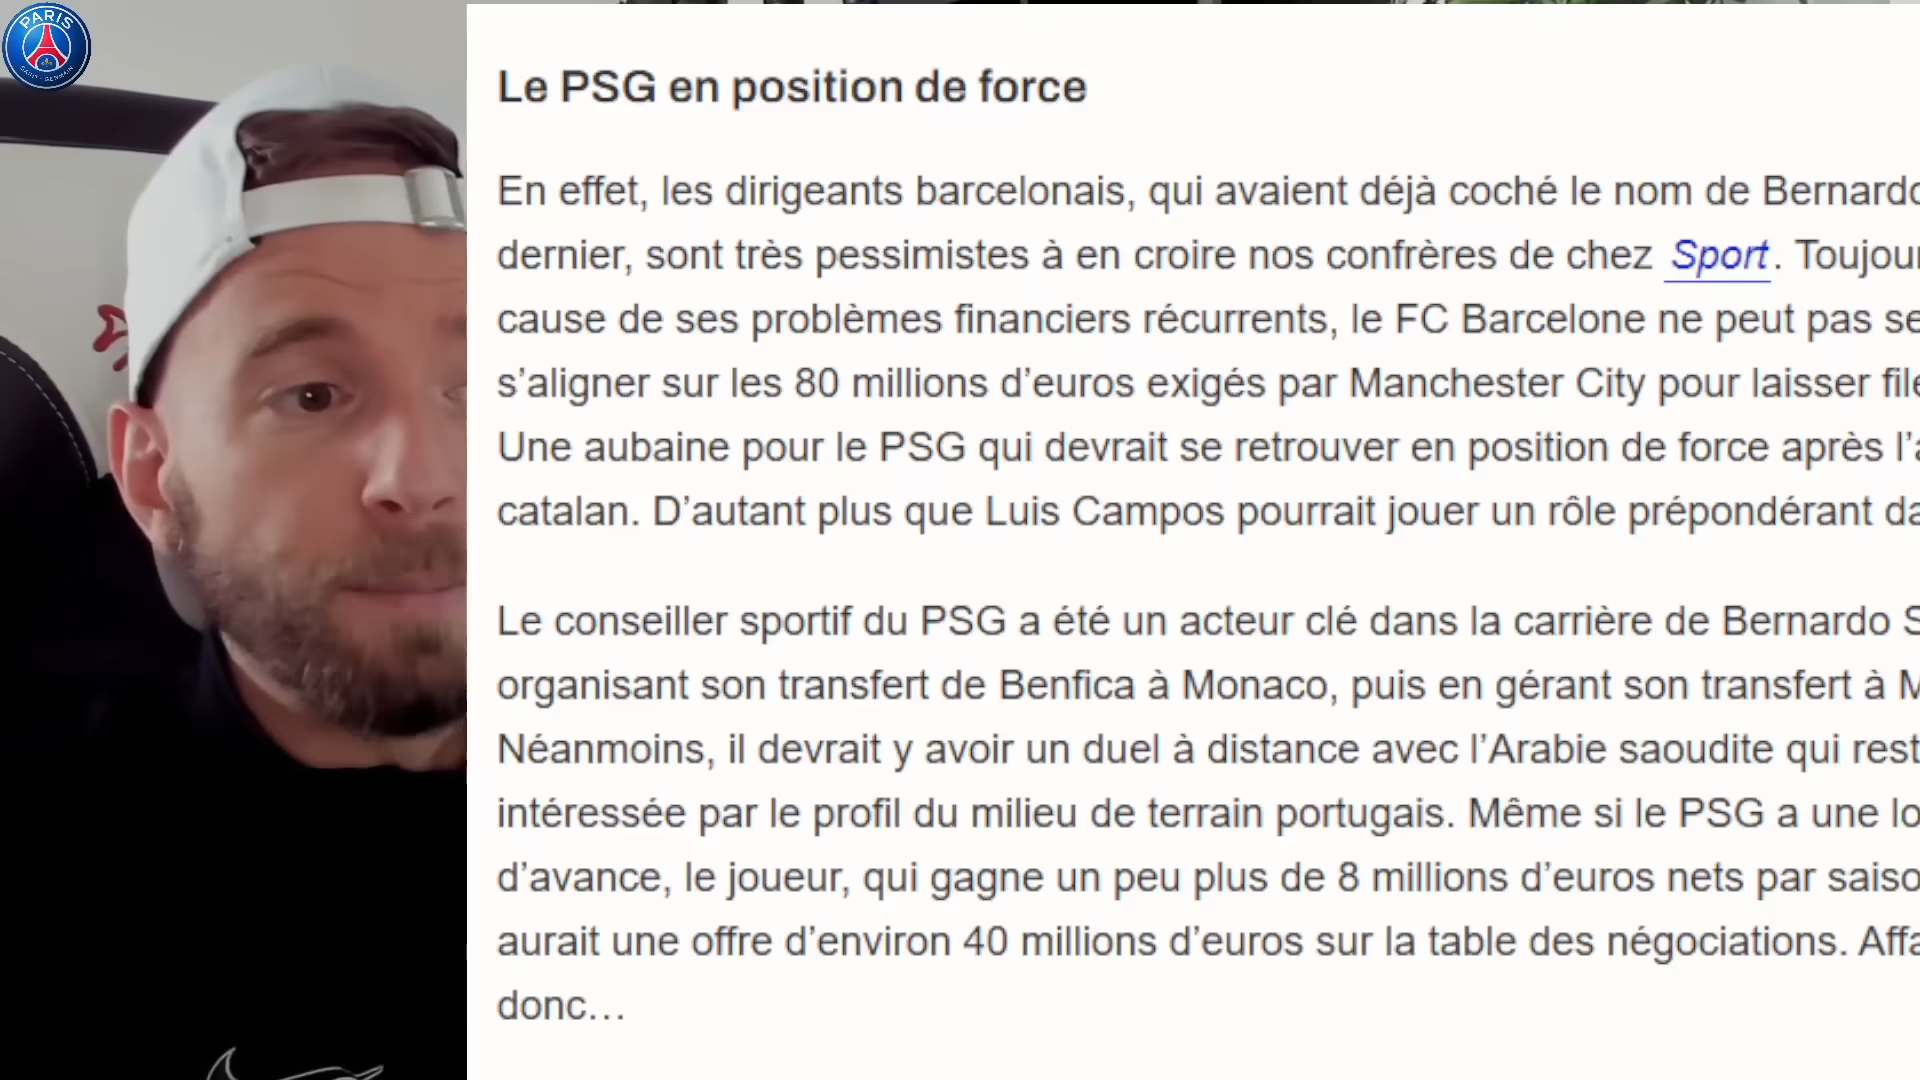 PARIS
SAINT-GERMAIN
Le PSG en position de force
En effet, les dirigeants barcelonais, qui avaient déjà coché le nom de Bernardo
dernier, sont très pessimistes à en croire nos confrères de chez Sport. Toujour
cause de ses problèmes financiers récurrents, le FC Barcelone ne peut pas se
s’aligner sur les 80 millions d’euros exigés par Manchester City pour laisser file
Une aubaine pour le PSG qui devrait se retrouver en position de force après l’a
catalan. D’autant plus que Luis Campos pourrait jouer un rôle prépondérant da
Le conseiller sportif du PSG a été un acteur clé dans la carrière de Bernardo S
organisant son transfert de Benfica à Monaco, puis en gérant son transfert à M
Néanmoins, il devrait y avoir un duel à distance avec l’Arabie saoudite qui rest
intéressée par le profil du milieu de terrain portugais. Même si le PSG a une lo
d’avance, le joueur, qui gagne un peu plus de 8 millions d’euros nets par saiso
aurait une offre d’environ 40 millions d’euros sur la table des négociations. Affa
donc…